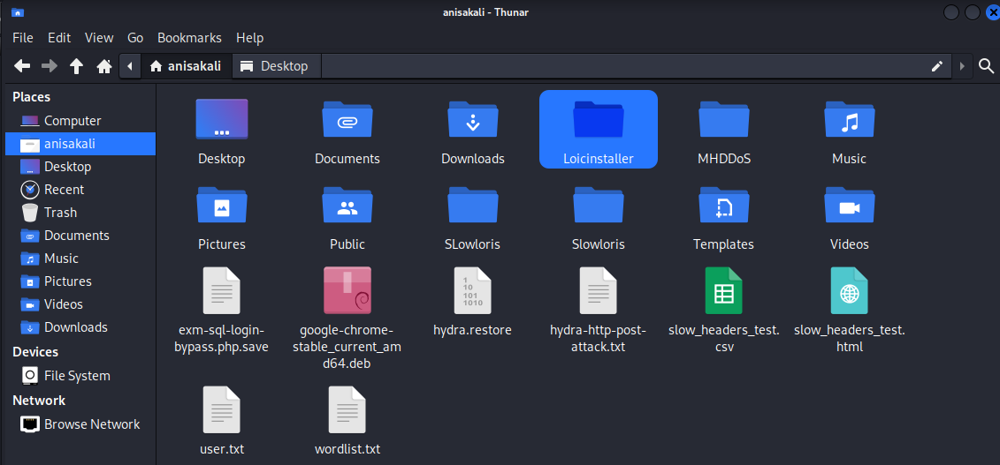 anisakali - Thunar
File Edit View Go Bookmarks Help
anisakali Desktop
Places
Computer
anisakali
Desktop
Recent
Trash
Documents
Music
Pictures
Videos
Downloads
Devices
File System
Network
Browse Network
Desktop Documents Downloads Loicinstaller MHDDoS Music
Pictures Public SLowloris Slowloris Templates Videos
1
10
101
1010
exm-sql-login-
bypass.php.save
google-chrome-
stable_current_am
d64.deb
hydra.restore
hydra-http-post-
attack.txt
slow_headers_test.
csv
slow_headers_test.
html
user.txt wordlist.txt